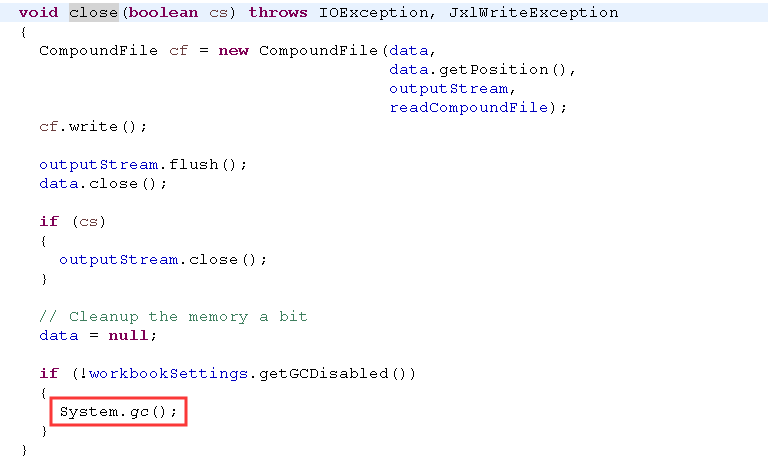 void close(boolean cs) throws IOException, JxlWriteException
{
  CompoundFile cf = new CompoundFile(data,
                                     data.getPosition(),
                                     outputStream,
                                     readCompoundFile);
  cf.write();

  outputStream.flush();
  data.close();

  if (cs)
  {
    outputStream.close();
  }

  // Cleanup the memory a bit
  data = null;

  if (!workbookSettings.getGCDisabled())
  {
    System.gc();
  }
}